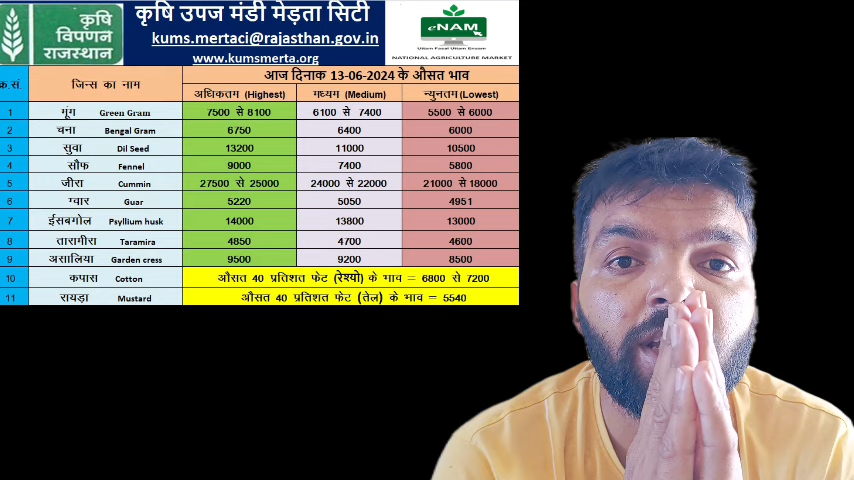 कृषि
विपणन
राजस्थान
कृषि उपज मंडी मेड़ता सिटी
kums.mertaci@rajasthan.gov.in
www.kumsmerta.org
eNAM
Uttam Fasal Uttam Enaam
NATIONAL AGRICULTURE MARKET
क्र.सं. जिन्स का नाम आज दिनाक 13-06-2024 के औसत भाव
अधिकतम (Highest) मध्यम (Medium) न्युनतम (Lowest)
1 मूंग Green Gram 7500 से 8100 6100 से 7400 5500 से 6000
2 चना Bengal Gram 6750 6400 6000
3 सुवा Dil Seed 13200 11000 10500
4 सौफ Fennel 9000 7400 5800
5 जीरा Cummin 27500 से 25000 24000 से 22000 21000 से 18000
6 ग्वार Guar 5220 5050 4951
7 ईसबगोल Psyllium husk 14000 13800 13000
8 तारामीरा Taramira 4850 4700 4600
9 असालिया Garden cress 9500 9200 8500
10 कपास Cotton औसत 40 प्रतिशत फेट (रेश्यो) के भाव = 6800 से 7200
11 रायड़ा Mustard औसत 40 प्रतिशत फेट (तेल) के भाव = 5540